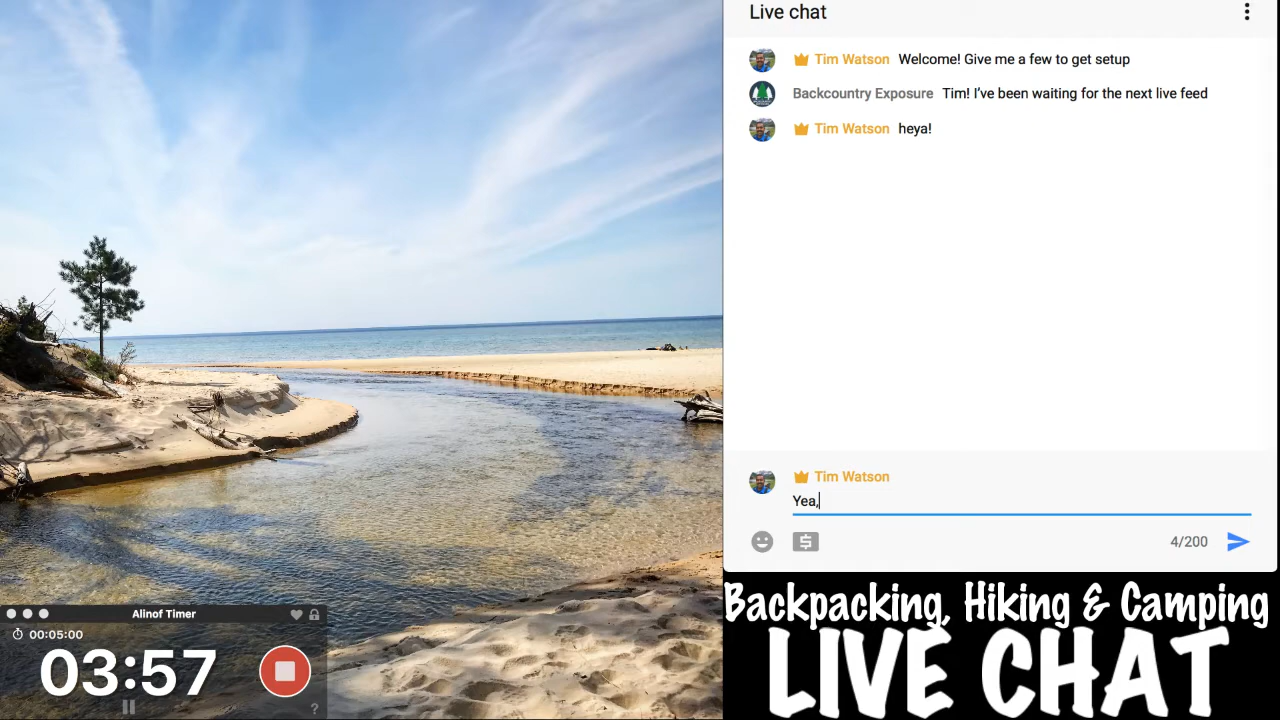 Live chat
Tim Watson Welcome! Give me a few to get setup
Backcountry Exposure Tim! I've been waiting for the next live feed
Tim Watson heya!
Tim Watson
Yea,
4/200
Alinof Timer
00:05:00
03:57
?
Backpacking, Hiking & Camping
LIVE CHAT